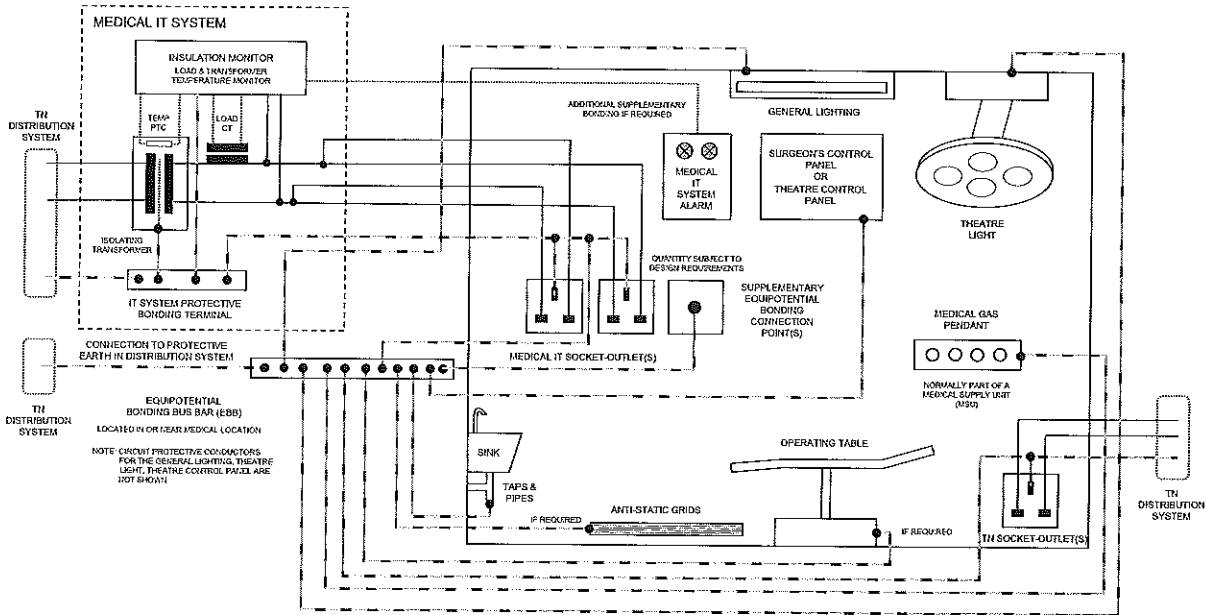 MEDICAL IT SYSTEM
INSULATION MONITOR
LOAD & TRANSFORMER
TEMPERATURE MONITOR
TN
DISTRIBUTION
SYSTEM
TEMP
PTC
LOAD
CT
ISOLATING
TRANSFORMER
IT SYSTEM PROTECTIVE
BONDING TERMINAL
ADDITIONAL SUPPLEMENTARY
BONDING IF REQUIRED
GENERAL LIGHTING
MEDICAL
IT
SYSTEM
ALARM
SURGEON'S CONTROL
PANEL
OR
THEATRE CONTROL
PANEL
THEATRE
LIGHT
QUANTITY SUBJECT TO
DESIGN REQUIREMENTS
SUPPLEMENTARY
EQUIPOTENTIAL
BONDING
CONNECTION
POINT(S)
MEDICAL IT SOCKET-OUTLET(S)
MEDICAL GAS
PENDANT
NORMALLY PART OF A
MEDICAL SUPPLY UNIT
(MSU)
CONNECTION TO PROTECTIVE
EARTH IN DISTRIBUTION SYSTEM
TN
DISTRIBUTION
SYSTEM
EQUIPOTENTIAL
BONDING BUS BAR (EBB)
LOCATED IN OR NEAR MEDICAL LOCATION
NOTE: CIRCUIT PROTECTIVE CONDUCTORS
FOR THE GENERAL LIGHTING, THEATRE
LIGHT, THEATRE CONTROL PANEL ARE
NOT SHOWN
SINK
TAPS &
PIPES
OPERATING TABLE
IF REQUIRED
ANTI-STATIC GRIDS
IF REQUIRED
TN SOCKET-OUTLET(S)
TN
DISTRIBUTION
SYSTEM